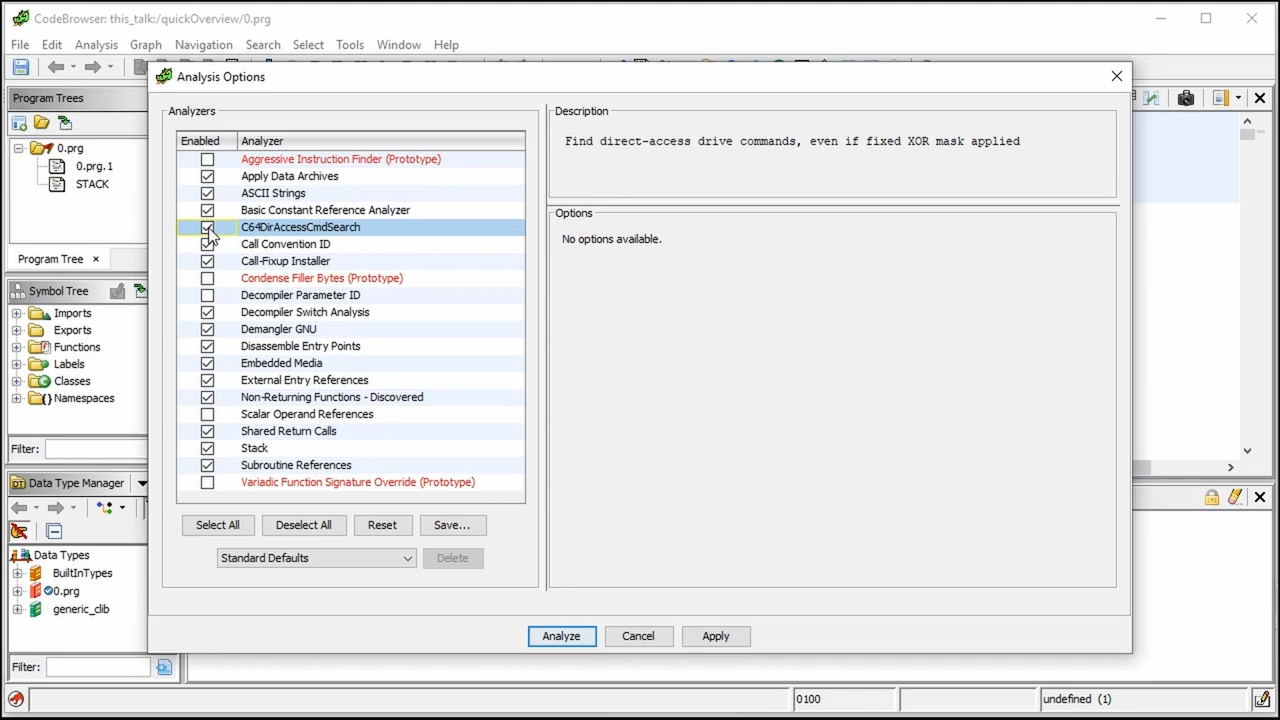 CodeBrowser: this_talk:/quickOverview/0.prg
File Edit Analysis Graph Navigation Search Select Tools Window Help
Program Trees
0.prg
0.prg.1
STACK
Program Tree ×
Symbol Tree
Imports
Exports
Functions
Labels
Classes
Namespaces
Filter:
Data Type Manager
Data Types
BuiltInTypes
0.prg
generic_clib
Filter:
Analysis Options
Analyzers
Enabled Analyzer
Aggressive Instruction Finder (Prototype)
Apply Data Archives
ASCII Strings
Basic Constant Reference Analyzer
C64DirAccessCmdSearch
Call Convention ID
Call-Fixup Installer
Condense Filler Bytes (Prototype)
Decompiler Parameter ID
Decompiler Switch Analysis
Demangler GNU
Disassemble Entry Points
Embedded Media
External Entry References
Non-Returning Functions - Discovered
Scalar Operand References
Shared Return Calls
Stack
Subroutine References
Variadic Function Signature Override (Prototype)
Select All Deselect All Reset Save...
Standard Defaults Delete
Description
Find direct-access drive commands, even if fixed XOR mask applied
Options
No options available.
Analyze Cancel Apply
0100 undefined (1)